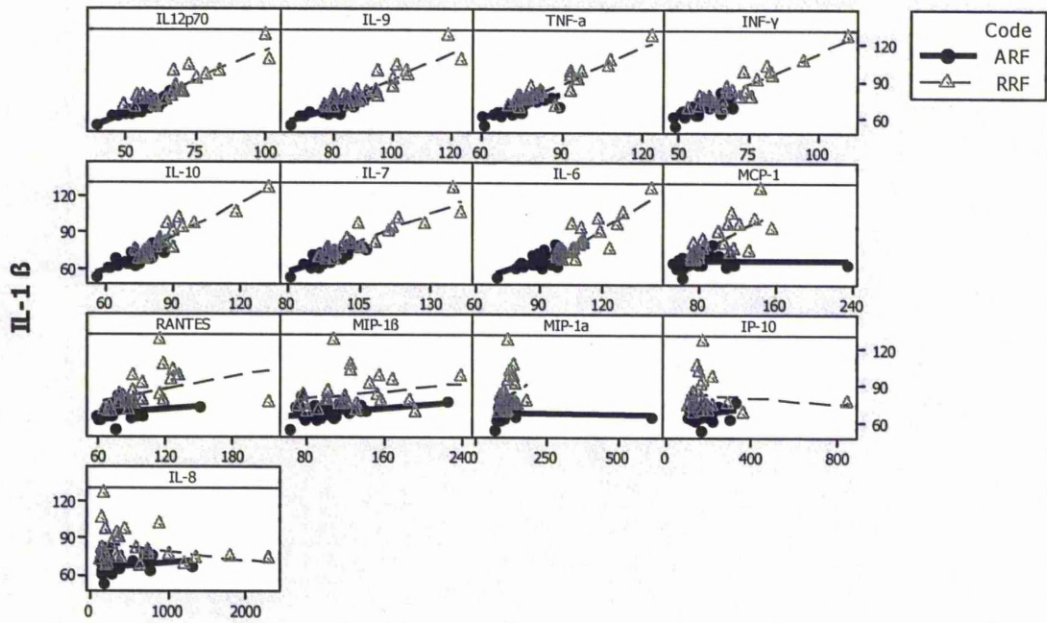 IL12p70 IL-9 TNF-a INF-γ
Code
ARF
RRF
120
90
60
50 75 100 80 100 120 60 90 120 50 75 100
IL-10 IL-7 IL-6 MCP-1
120
90
60
60 90 120 80 105 130 60 90 120 80 160 240
IL-1 ß
RANTES MIP-1ß MIP-1a IP-10
120
90
60
60 120 180 80 160 240 0 250 500 0 400 800
IL-8
120
90
60
0 1000 2000